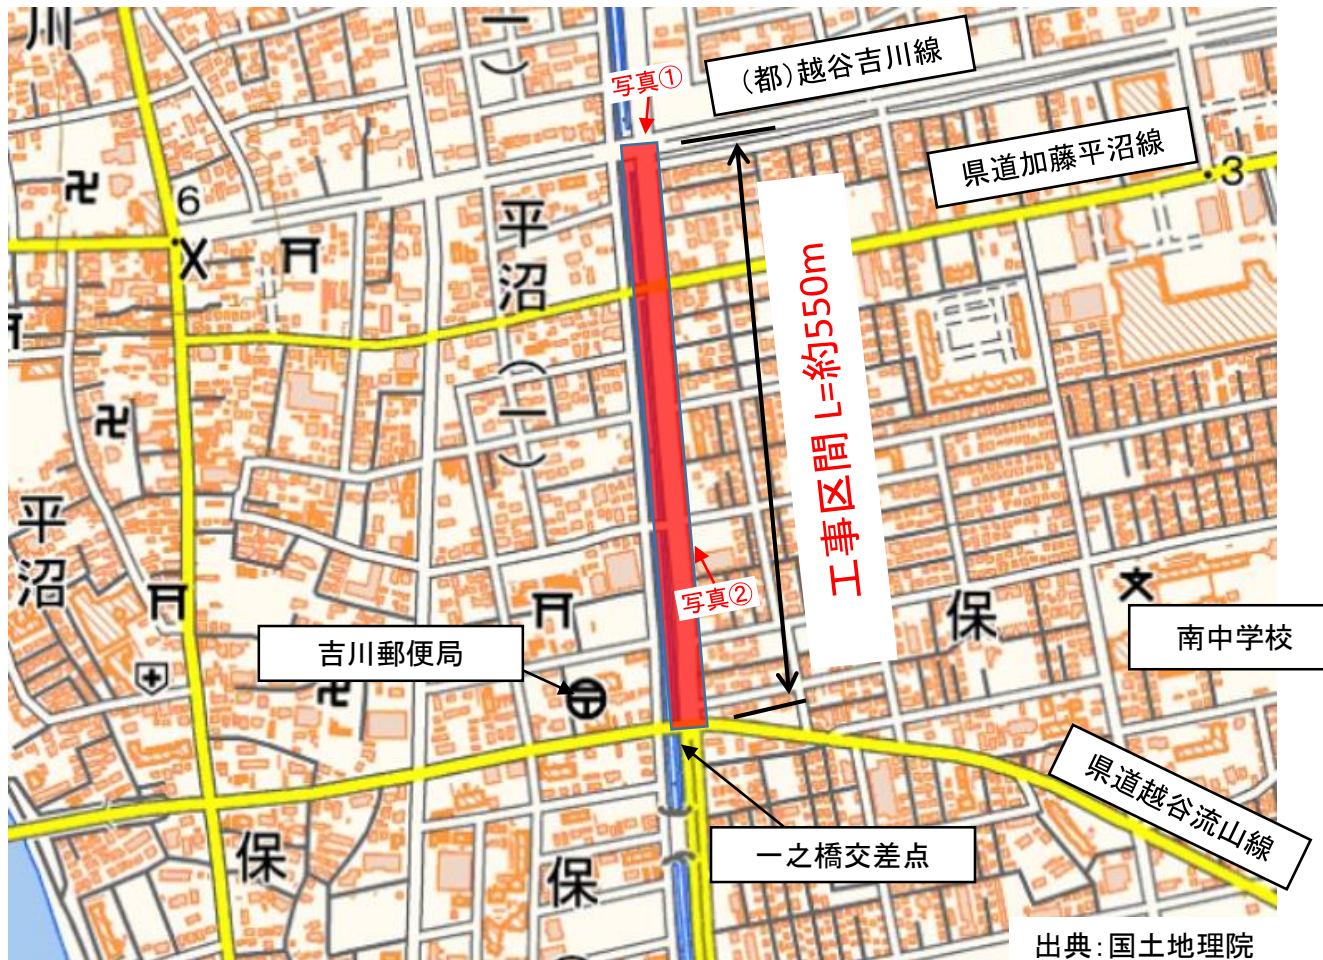 川
一）
写真①
（都）越谷吉川線
県道加藤平沼線
3
6
平沼（一）
工事区間 L=約550m
平沼
写真②
保
文
南中学校
吉川郵便局
県道越谷流山線
一之橋交差点
保
保
出典：国土地理院